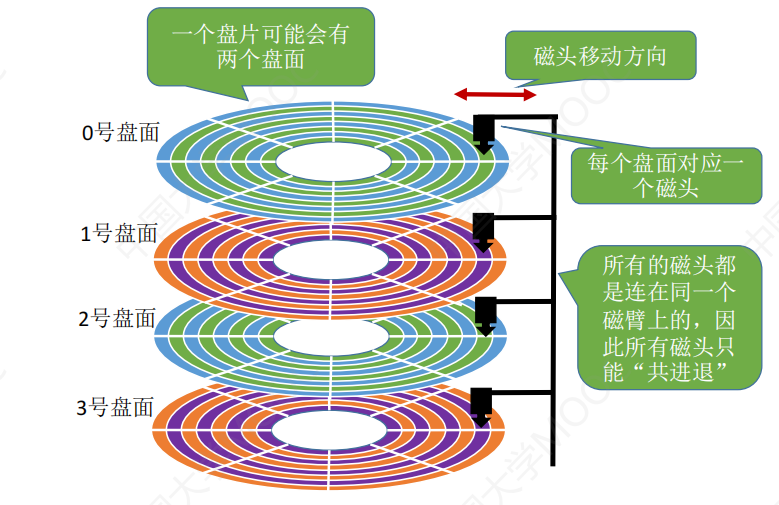 一个盘片可能会有
两个盘面
磁头移动方向
0号盘面
每个盘面对应一
个磁头
1号盘面
所有的磁头都
是连在同一个
磁臂上的，因
此所有磁头只
能“共进退”
2号盘面
3号盘面